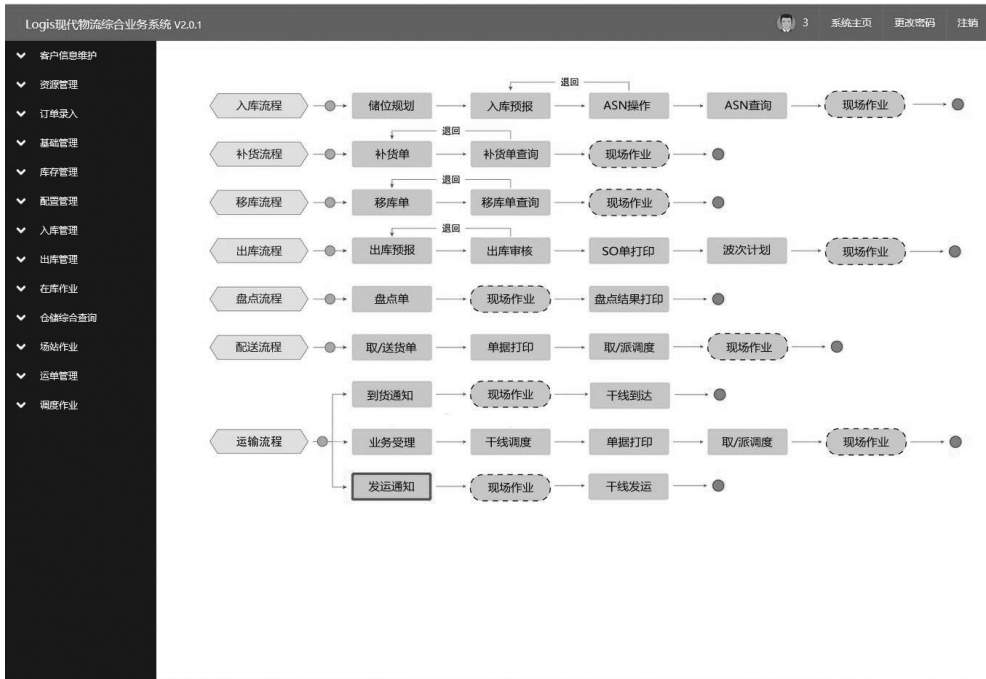 Logis现代物流综合业务系统 V2.0.1
3 系统主页 更改密码 注销
客户信息维护
资源管理
订单录入
基础管理
库存管理
配置管理
入库管理
出库管理
在库作业
仓储综合查询
场站作业
运单管理
调度作业
退回
入库流程 储位规划 入库预报 ASN操作 ASN查询 现场作业
退回
补货流程 补货单 补货单查询 现场作业
退回
移库流程 移库单 移库单查询 现场作业
退回
出库流程 出库预报 出库审核 SO单打印 波次计划 现场作业
盘点流程 盘点单 现场作业 盘点结果打印
配送流程 取/送货单 单据打印 取/派调度 现场作业
到货通知 现场作业 干线到达
运输流程 业务受理 干线调度 单据打印 取/派调度 现场作业
发运通知 现场作业 干线发运